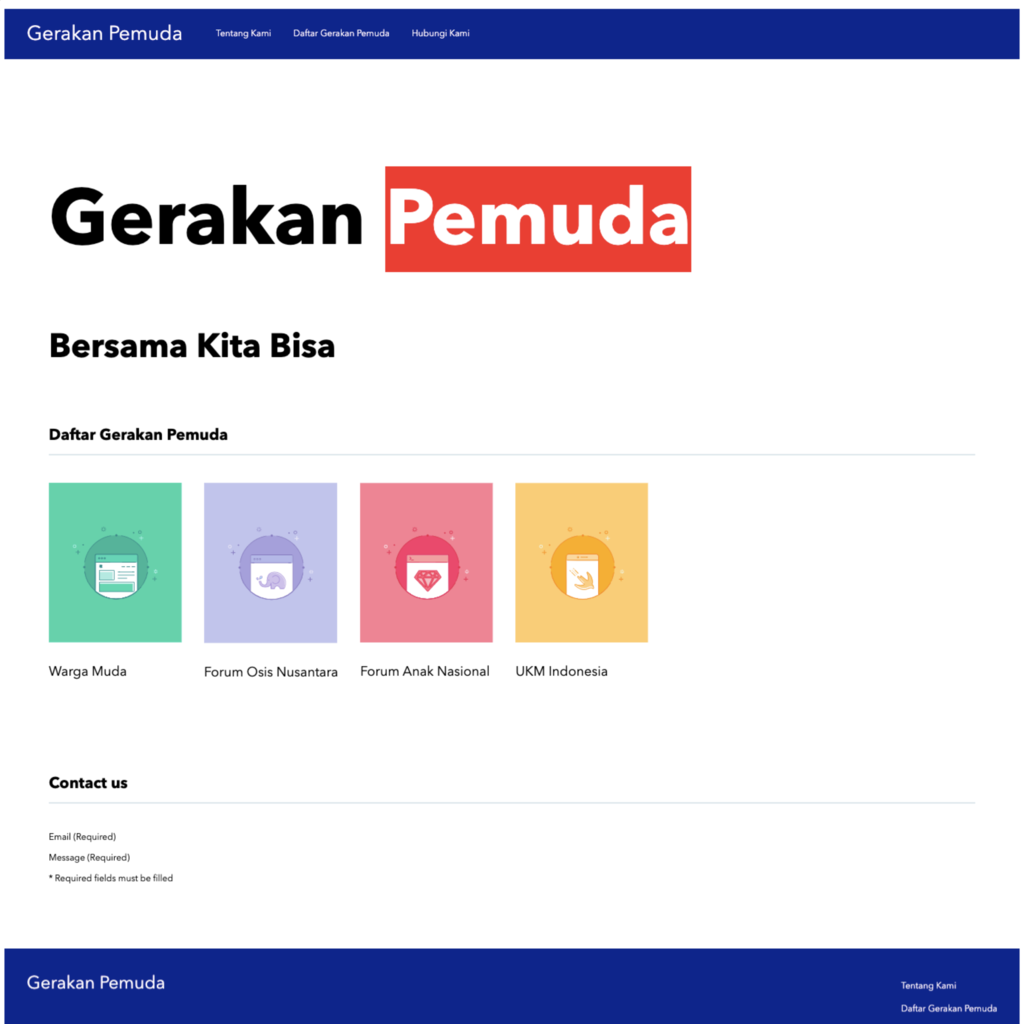 Gerakan Pemuda Tentang Kami Daftar Gerakan Pemuda Hubungi Kami
Gerakan Pemuda
Bersama Kita Bisa
Daftar Gerakan Pemuda
Warga Muda Forum Osis Nusantara Forum Anak Nasional UKM Indonesia
Contact us
Email (Required)
Message (Required)
* Required fields must be filled
Gerakan Pemuda
Tentang Kami
Daftar Gerakan Pemuda